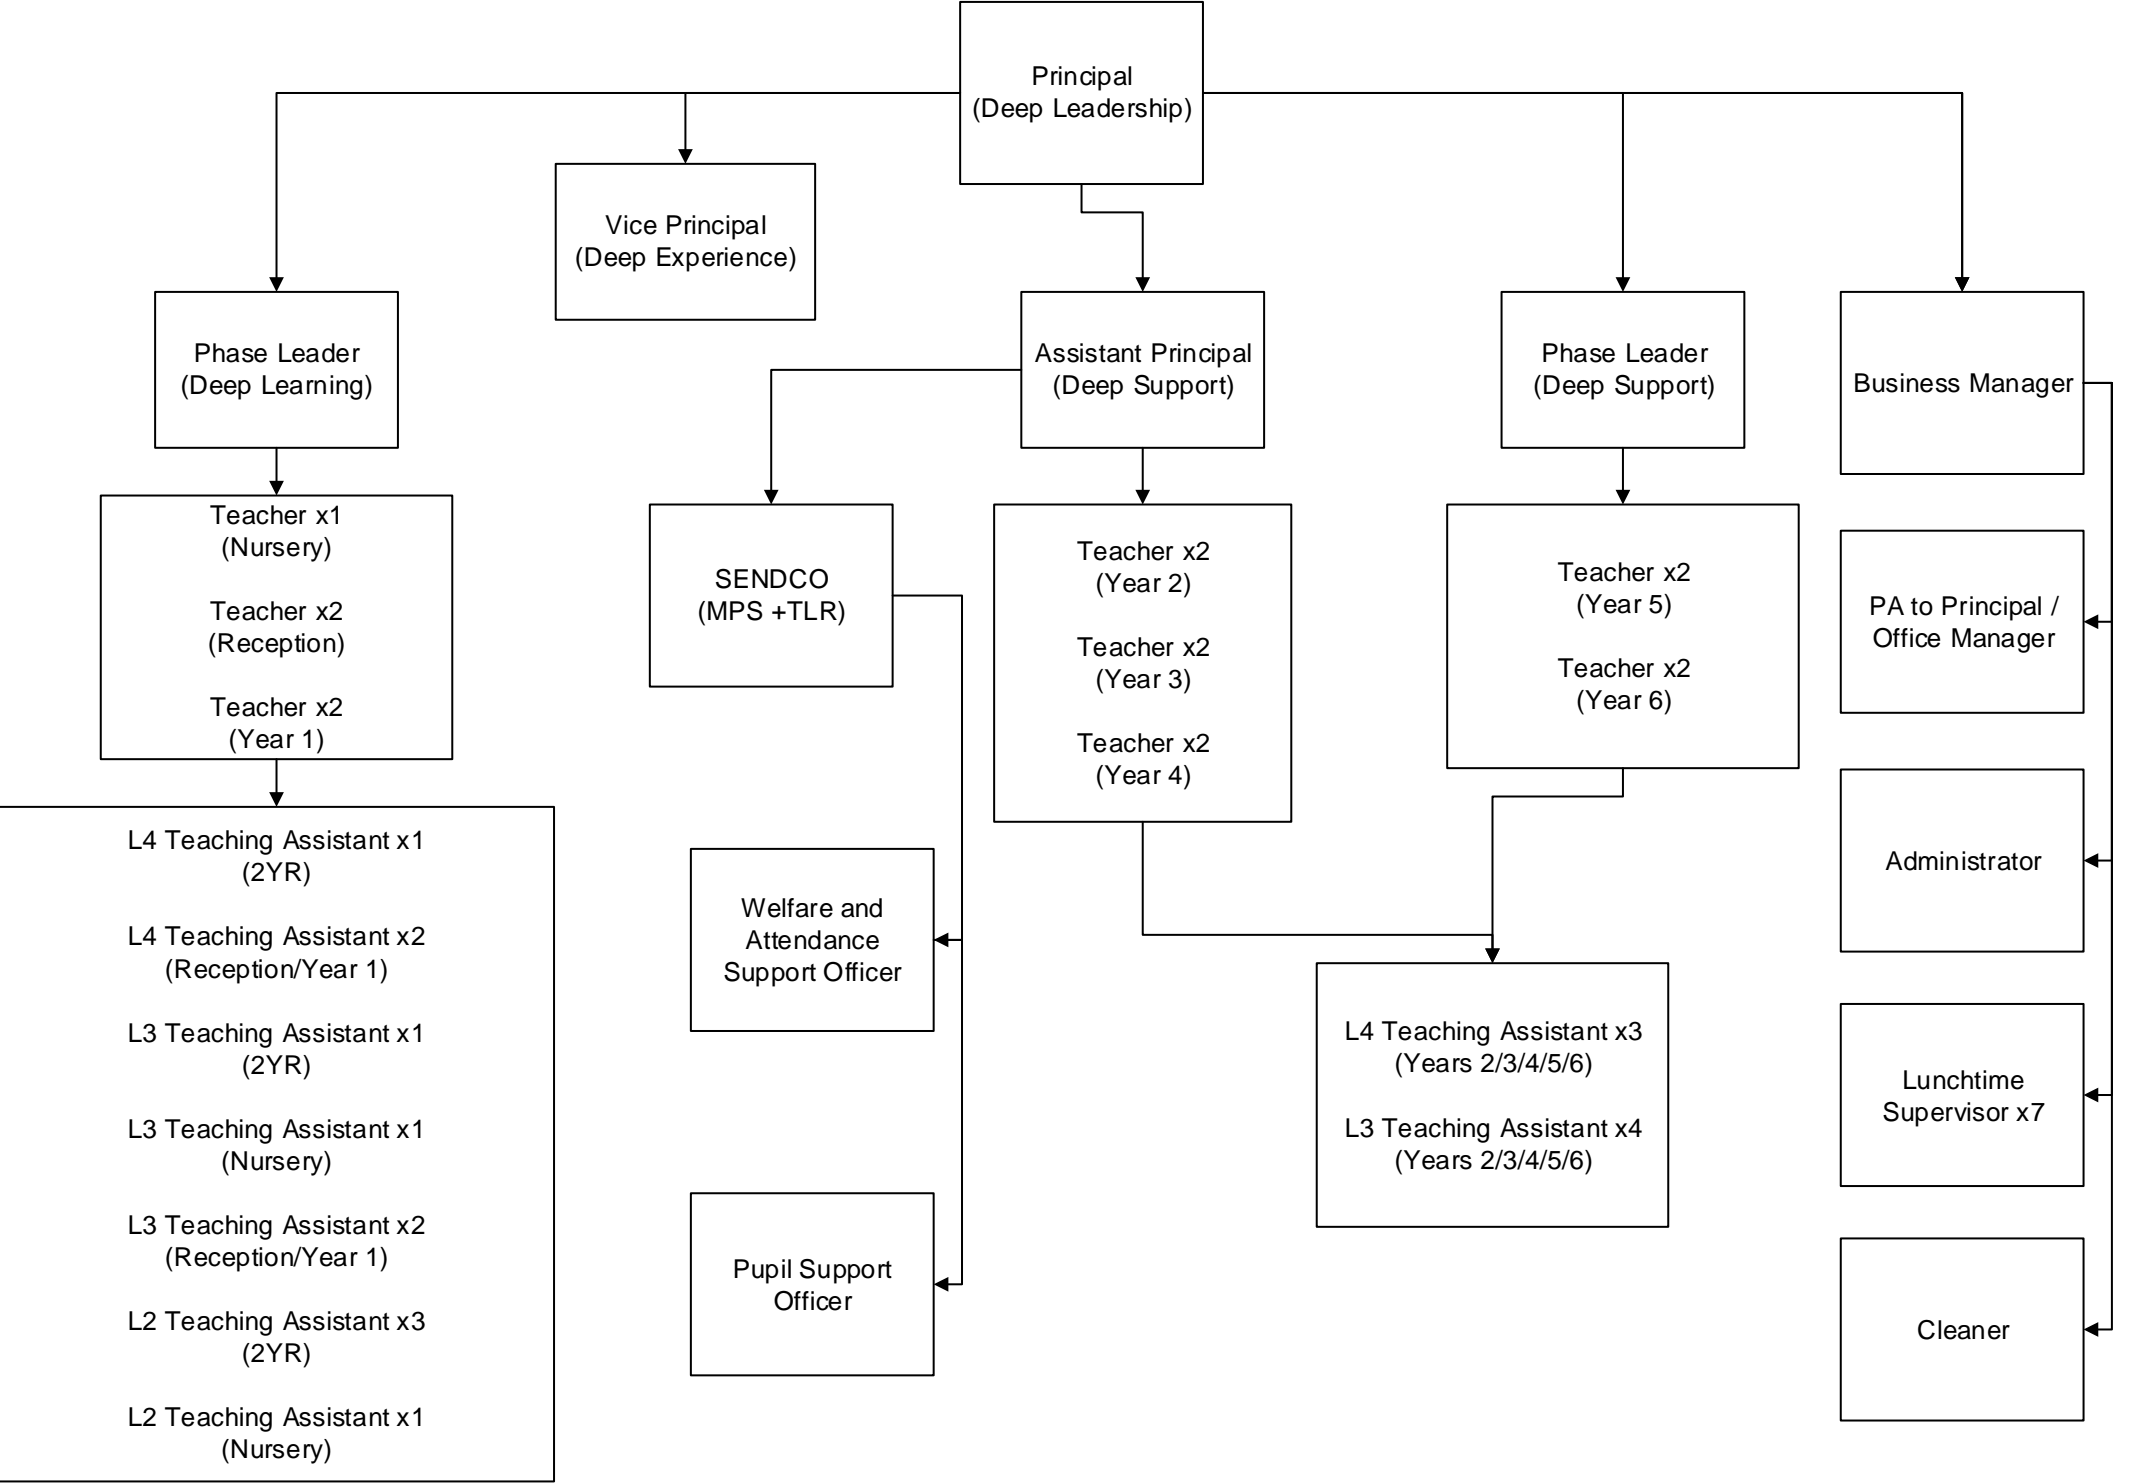 Principal
(Deep Leadership)
Vice Principal
(Deep Experience)
Phase Leader
(Deep Learning)
Assistant Principal
(Deep Support)
Phase Leader
(Deep Support)
Business Manager
Teacher x1
(Nursery)
Teacher x2
(Reception)
Teacher x2
(Year 1)
SENDCO
(MPS +TLR)
Teacher x2
(Year 2)
Teacher x2
(Year 3)
Teacher x2
(Year 4)
Teacher x2
(Year 5)
Teacher x2
(Year 6)
PA to Principal /
Office Manager
Administrator
L4 Teaching Assistant x1
(2YR)
L4 Teaching Assistant x2
(Reception/Year 1)
L3 Teaching Assistant x1
(2YR)
L3 Teaching Assistant x1
(Nursery)
L3 Teaching Assistant x2
(Reception/Year 1)
L2 Teaching Assistant x3
(2YR)
L2 Teaching Assistant x1
(Nursery)
Welfare and
Attendance
Support Officer
Pupil Support
Officer
L4 Teaching Assistant x3
(Years 2/3/4/5/6)
L3 Teaching Assistant x4
(Years 2/3/4/5/6)
Lunchtime
Supervisor x7
Cleaner